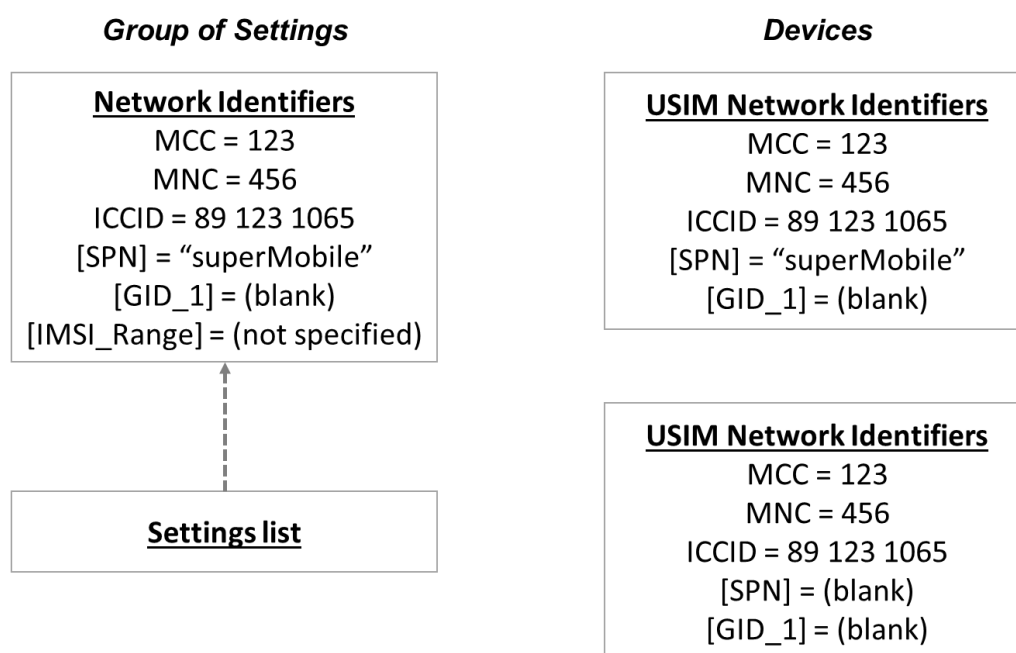 Group of Settings
Network Identifiers
MCC = 123
MNC = 456
ICCID = 89 123 1065
[SPN] = “superMobile”
[GID_1] = (blank)
[IMSI_Range] = (not specified)
Settings list
Devices
USIM Network Identifiers
MCC = 123
MNC = 456
ICCID = 89 123 1065
[SPN] = “superMobile”
[GID_1] = (blank)
USIM Network Identifiers
MCC = 123
MNC = 456
ICCID = 89 123 1065
[SPN] = (blank)
[GID_1] = (blank)